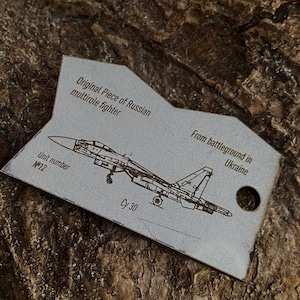 Original Piece of Russian
multirole fighter
From battleground in
Ukraine
Unit number
№12
Су 30